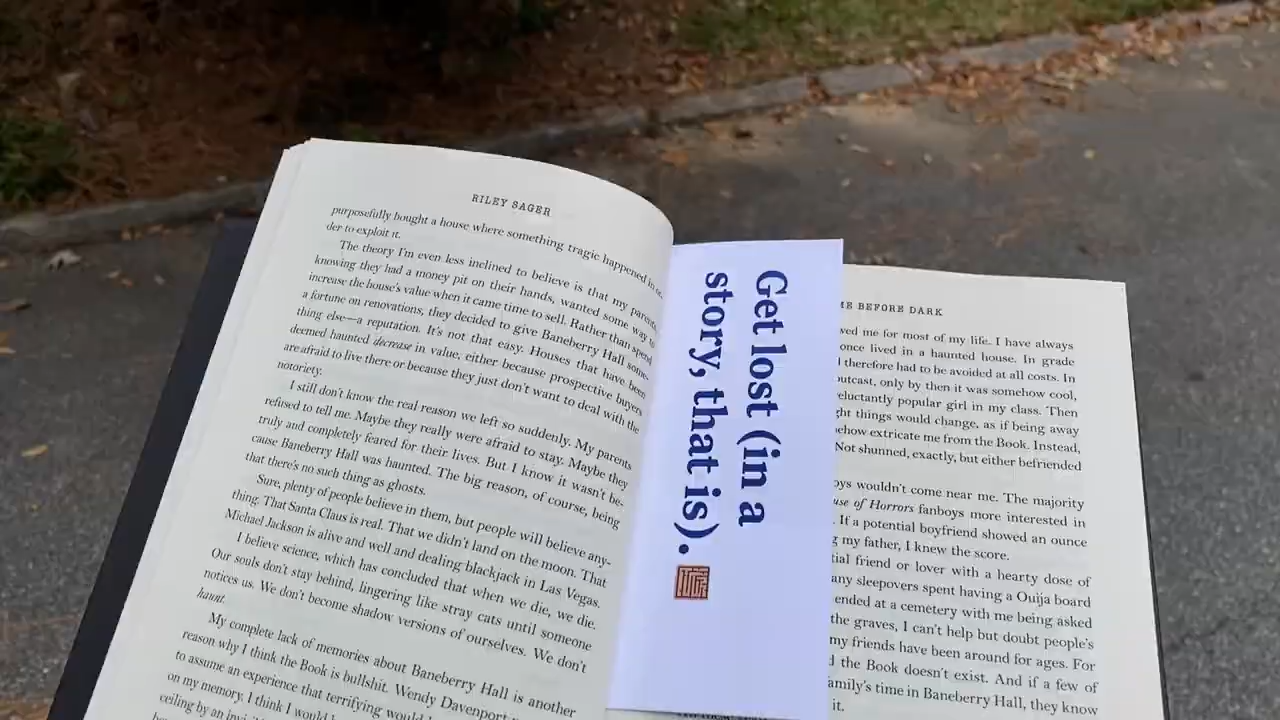 RILEY SAGER
purposefully bought a house where something tragic happened in or-
der to exploit it.
The theory I'm even less inclined to believe is that my parents,
knowing they had a money pit on their hands, wanted some way to
increase the house's value when it came time to sell. Rather than spend
a fortune on renovations, they decided to give Baneberry Hall some-
thing else—a reputation. It's not that easy. Houses that have been
deemed haunted decrease in value, either because prospective buyers
are afraid to live there or because they just don't want to deal with the
notoriety.
I still don't know the real reason we left so suddenly. My parents
refused to tell me. Maybe they really were afraid to stay. Maybe they
truly and completely feared for their lives. But I know it wasn't be-
cause Baneberry Hall was haunted. The big reason, of course, being
that there's no such thing as ghosts.
Sure, plenty of people believe in them, but people will believe any-
thing. That Santa Claus is real. That we didn't land on the moon. That
Michael Jackson is alive and well and dealing blackjack in Las Vegas.
I believe science, which has concluded that when we die, we die.
Our souls don't stay behind, lingering like stray cats until someone
notices us. We don't become shadow versions of ourselves. We don't
haunt.
My complete lack of memories about Baneberry Hall is another
reason why I think the Book is bullshit. Wendy Davenport
to assume an experience that terrifying would
on my memory. I think I would
ceiling by an
Get lost (in a
story, that is).
BEFORE DARK
me for most of my life. I have always
once lived in a haunted house. In grade
therefore had to be avoided at all costs. In
outcast, only by then it was somehow cool,
reluctantly popular girl in my class. Then
things would change, as if being away
extricate me from the Book. Instead,
Not shunned, exactly, but either befriended
wouldn't come near me. The majority
of Horrors fanboys more interested in
. If a potential boyfriend showed an ounce
my father, I knew the score.
friend or lover with a hearty dose of
any sleepovers spent having a Ouija board
ended at a cemetery with me being asked
the graves, I can't help but doubt people's
my friends have been around for ages. For
the Book doesn't exist. And if a few of
family's time in Baneberry Hall, they know
it.